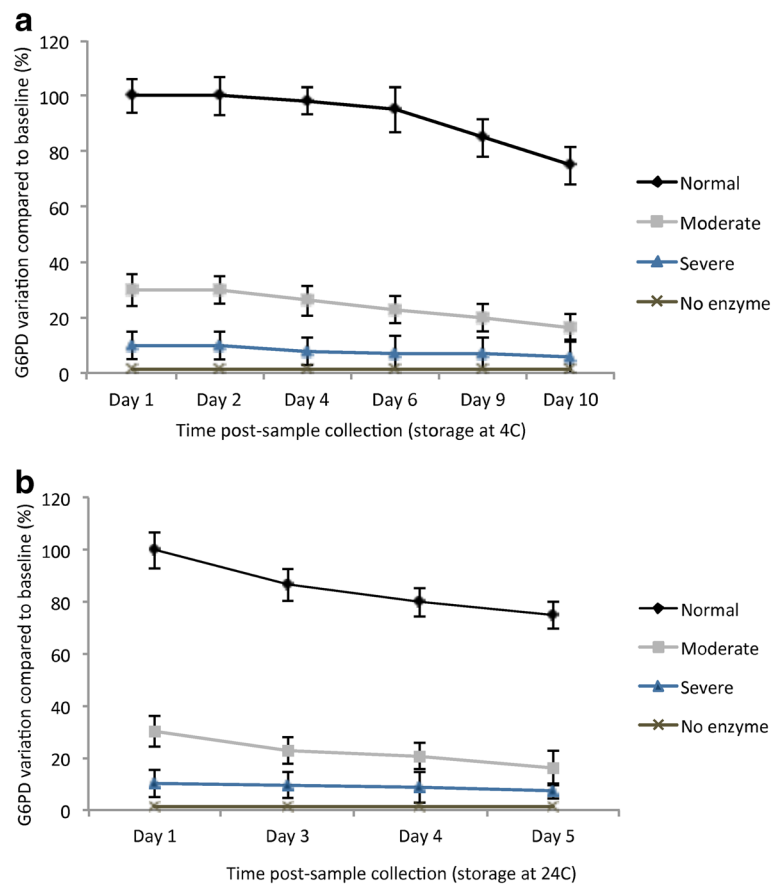 a
G6PD variation compared to baseline (%)
120
100
80
60
40
20
0
Day 1 Day 2 Day 4 Day 6 Day 9 Day 10
Time post-sample collection (storage at 4C)
Normal
Moderate
Severe
No enzyme
b
G6PD variation compared to baseline (%)
120
100
80
60
40
20
0
Day 1 Day 3 Day 4 Day 5
Time post-sample collection (storage at 24C)
Normal
Moderate
Severe
No enzyme